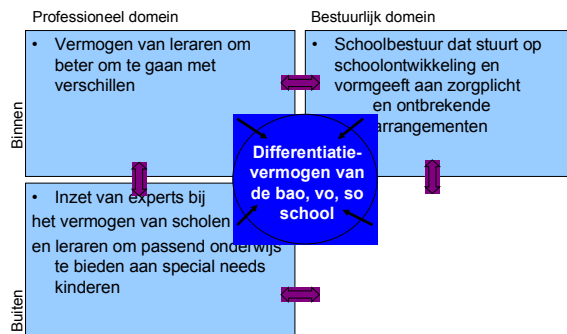 Professioneel domein
Bestuurlijk domein
Binnen
• Vermogen van leraren om
beter om te gaan met
verschillen
• Schoolbestuur dat stuurt op
schoolontwikkeling en
vormgeeft aan zorgplicht
en ontbrekende
arrangementen
Differentiatie-
vermogen van
de bao, vo, so
school
Buiten
• Inzet van experts bij
het vermogen van scholen
en leraren om passend onderwijs
te bieden aan special needs
kinderen